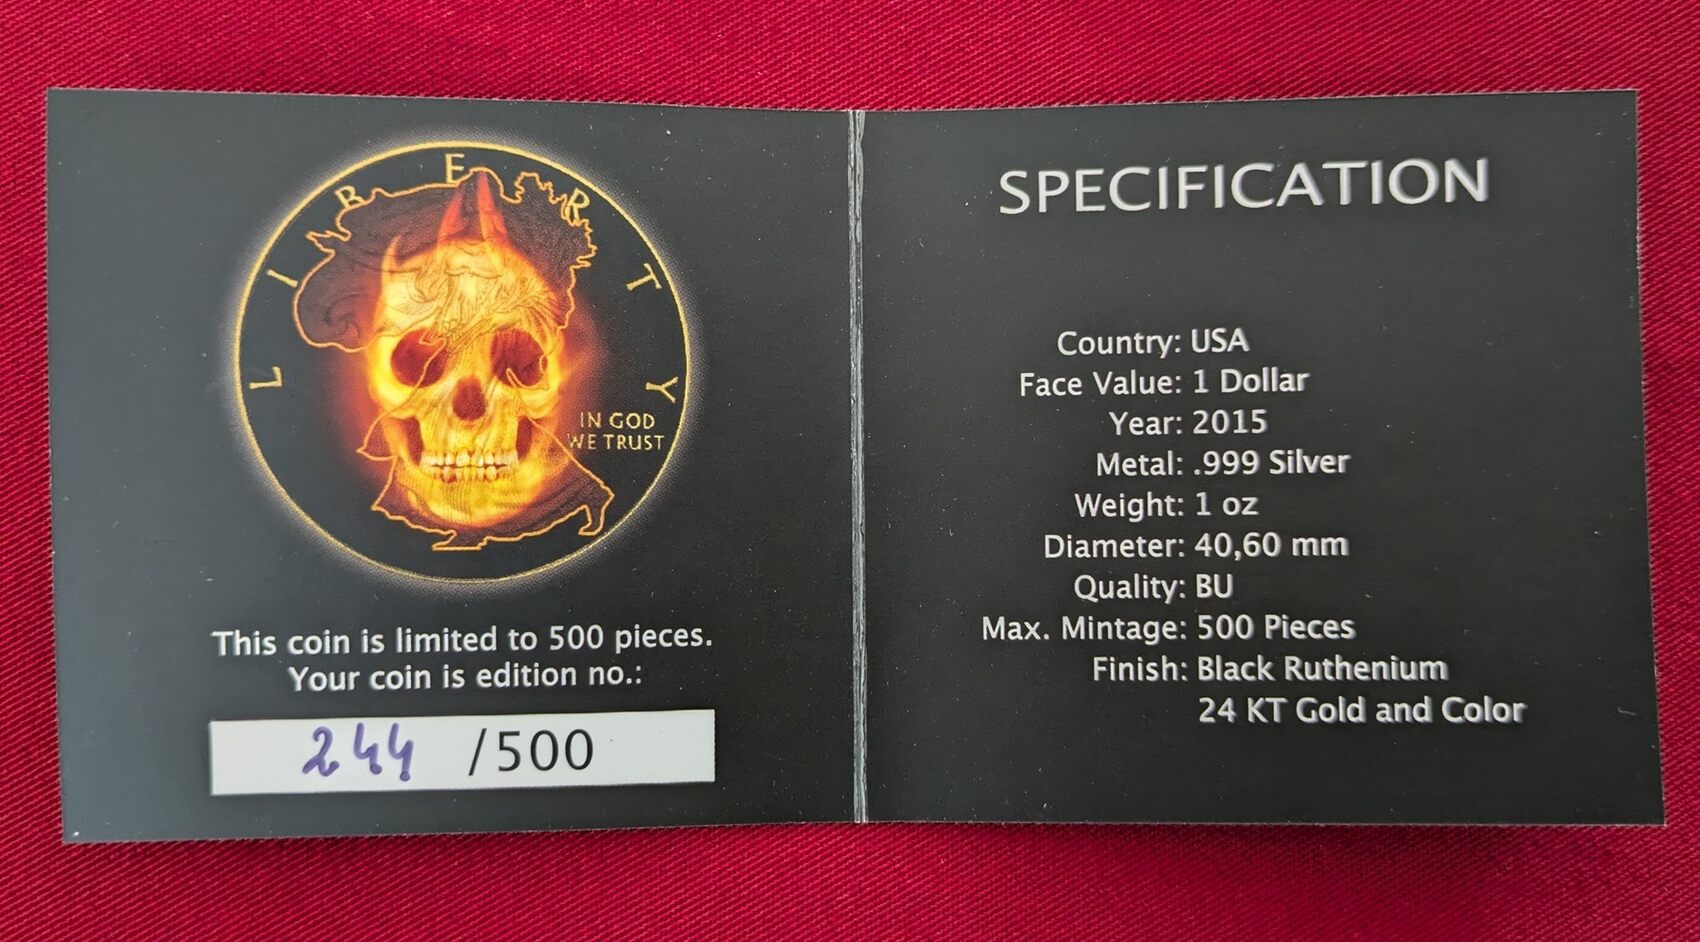 LIBERTY
IN GOD
WE TRUST
This coin is limited to 500 pieces.
Your coin is edition no.:
244 /500
SPECIFICATION
Country: USA
Face Value: 1 Dollar
Year: 2015
Metal: .999 Silver
Weight: 1 oz
Diameter: 40,60 mm
Quality: BU
Max. Mintage: 500 Pieces
Finish: Black Ruthenium
24 KT Gold and Color